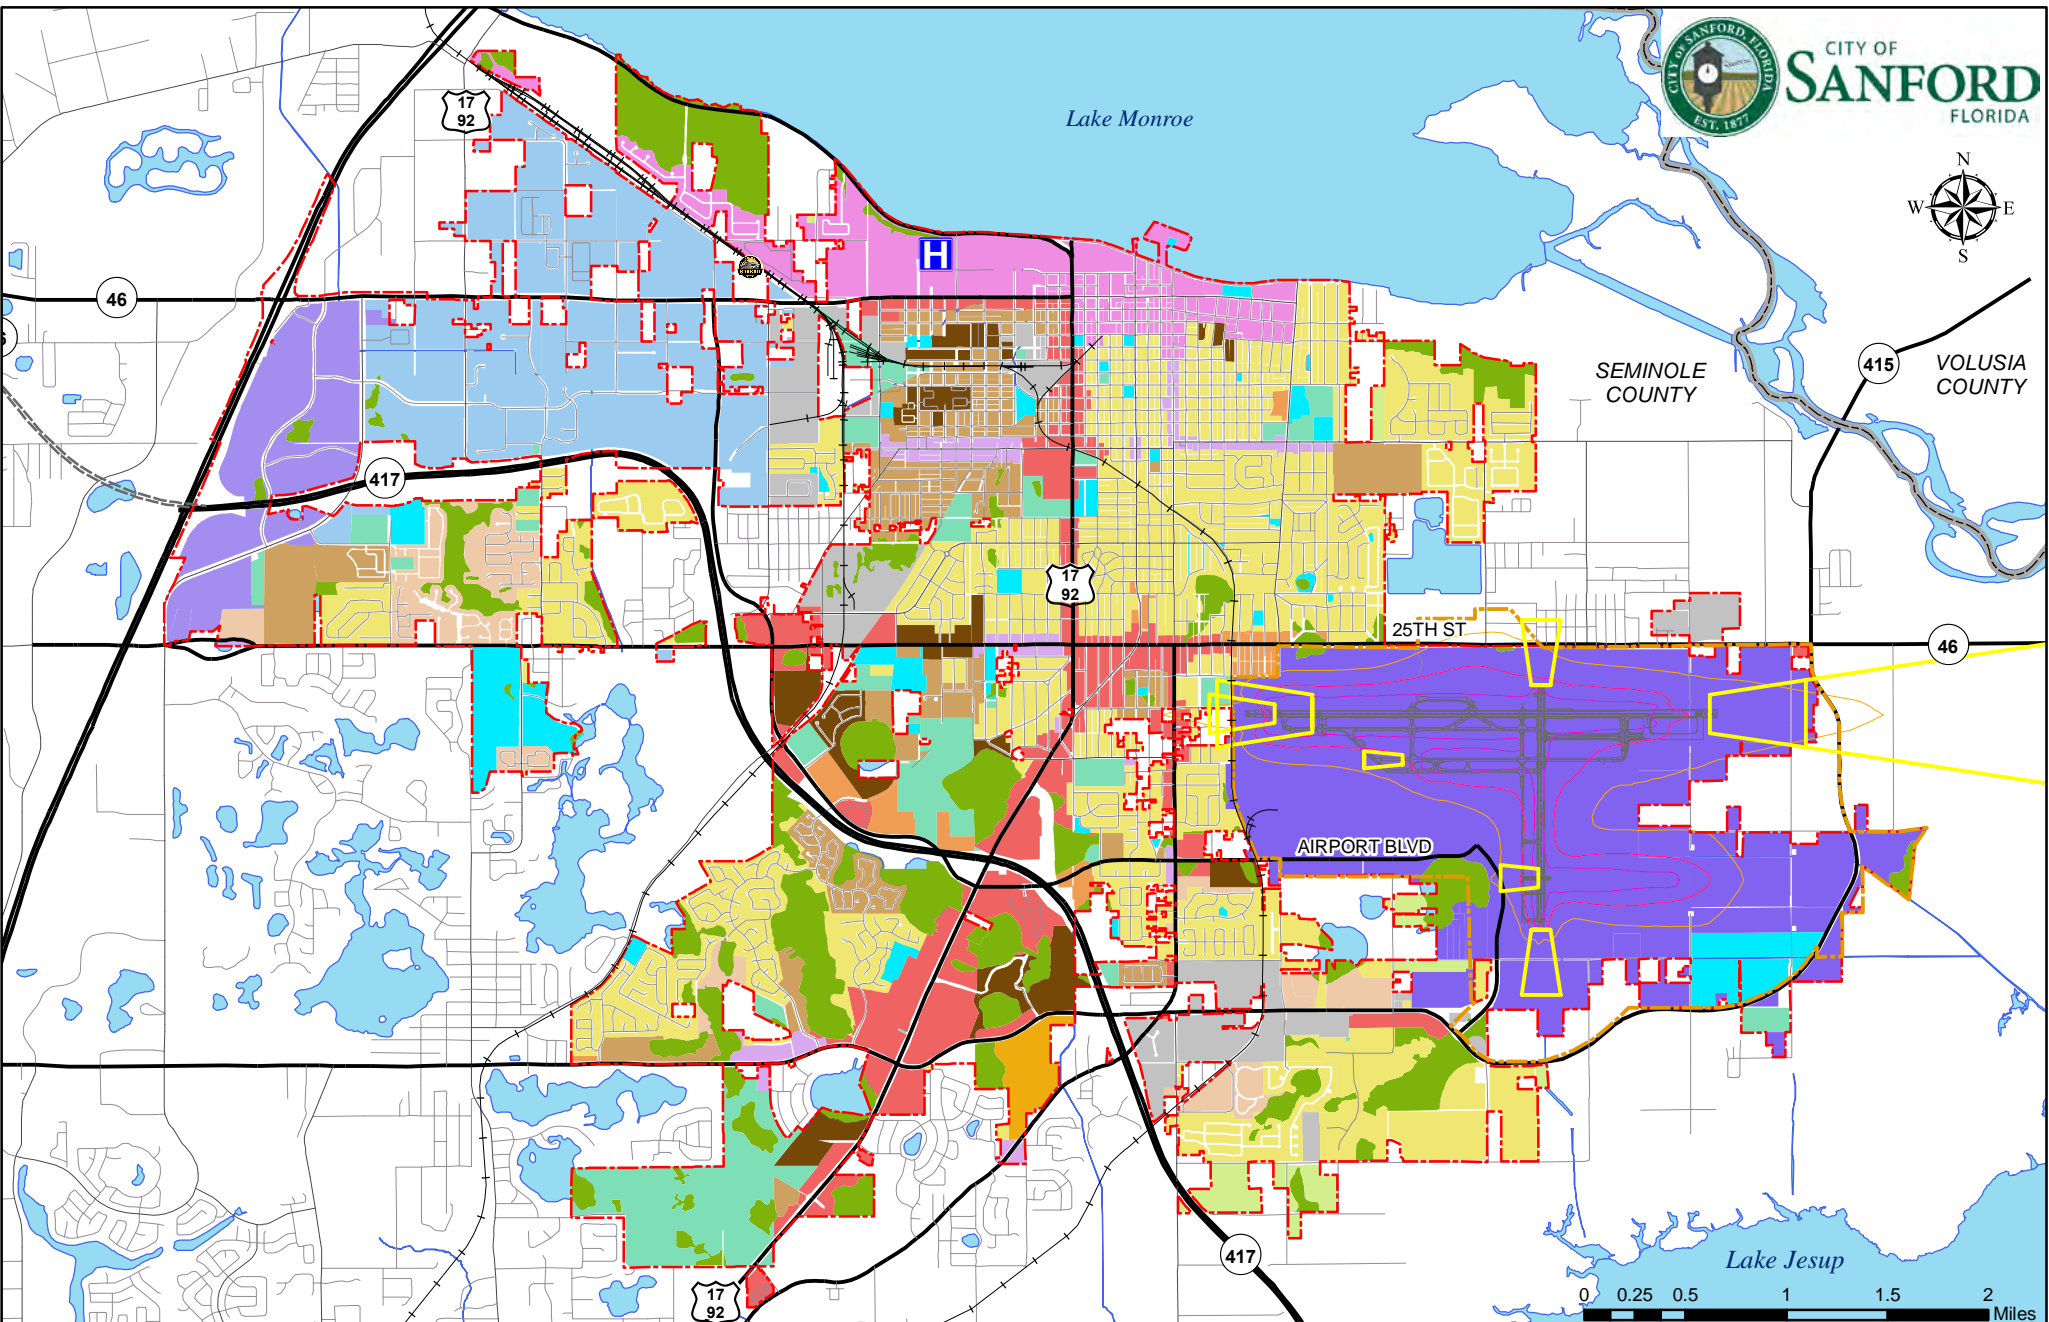 CITY OF SANFORD, FLORIDA
EST. 1877
CITY OF
SANFORD
FLORIDA
N
W E
S
17
92
Lake Monroe
H
46
SEMINOLE
COUNTY
415
VOLUSIA
COUNTY
417
17
92
25TH ST
46
AIRPORT BLVD
417
17
92
Lake Jesup
0 0.25 0.5 1 1.5 2
Miles